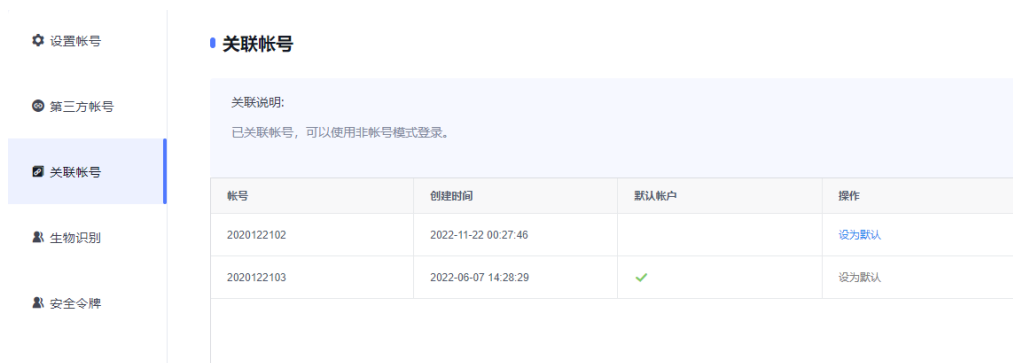 设置帐号
第三方帐号
关联帐号
生物识别
安全令牌
关联帐号
关联说明:
已关联帐号，可以使用非帐号模式登录。
帐号 创建时间 默认帐户 操作
2020122102 2022-11-22 00:27:46 设为默认
2020122103 2022-06-07 14:28:29 设为默认